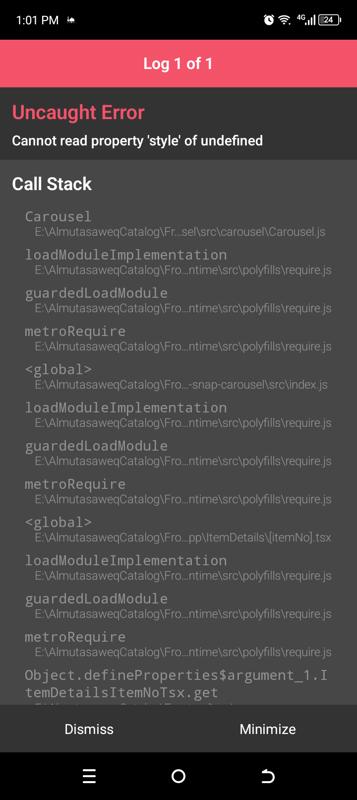 1:01 PM
4G
24
Log 1 of 1
Uncaught Error
Cannot read property 'style' of undefined
Call Stack
Carousel
E:\AlmutasaweqCatalog\Fr...sel\src\carousel\Carousel.js
loadModuleImplementation
E:\AlmutasaweqCatalog\Fro...ntime\src\polyfills\require.js
guardedLoadModule
E:\AlmutasaweqCatalog\Fro...ntime\src\polyfills\require.js
metroRequire
E:\AlmutasaweqCatalog\Fro...ntime\src\polyfills\require.js
<global>
E:\AlmutasaweqCatalog\Fro...-snap-carousel\src\index.js
loadModuleImplementation
E:\AlmutasaweqCatalog\Fro...ntime\src\polyfills\require.js
guardedLoadModule
E:\AlmutasaweqCatalog\Fro...ntime\src\polyfills\require.js
metroRequire
E:\AlmutasaweqCatalog\Fro...ntime\src\polyfills\require.js
<global>
E:\AlmutasaweqCatalog\Fro...pp\ItemDetails\[itemNo].tsx
loadModuleImplementation
E:\AlmutasaweqCatalog\Fro...ntime\src\polyfills\require.js
guardedLoadModule
E:\AlmutasaweqCatalog\Fro...ntime\src\polyfills\require.js
metroRequire
E:\AlmutasaweqCatalog\Fro...ntime\src\polyfills\require.js
Object.defineProperties$argument_1.I
temDetailsItemNoTsx.get
Dismiss
Minimize